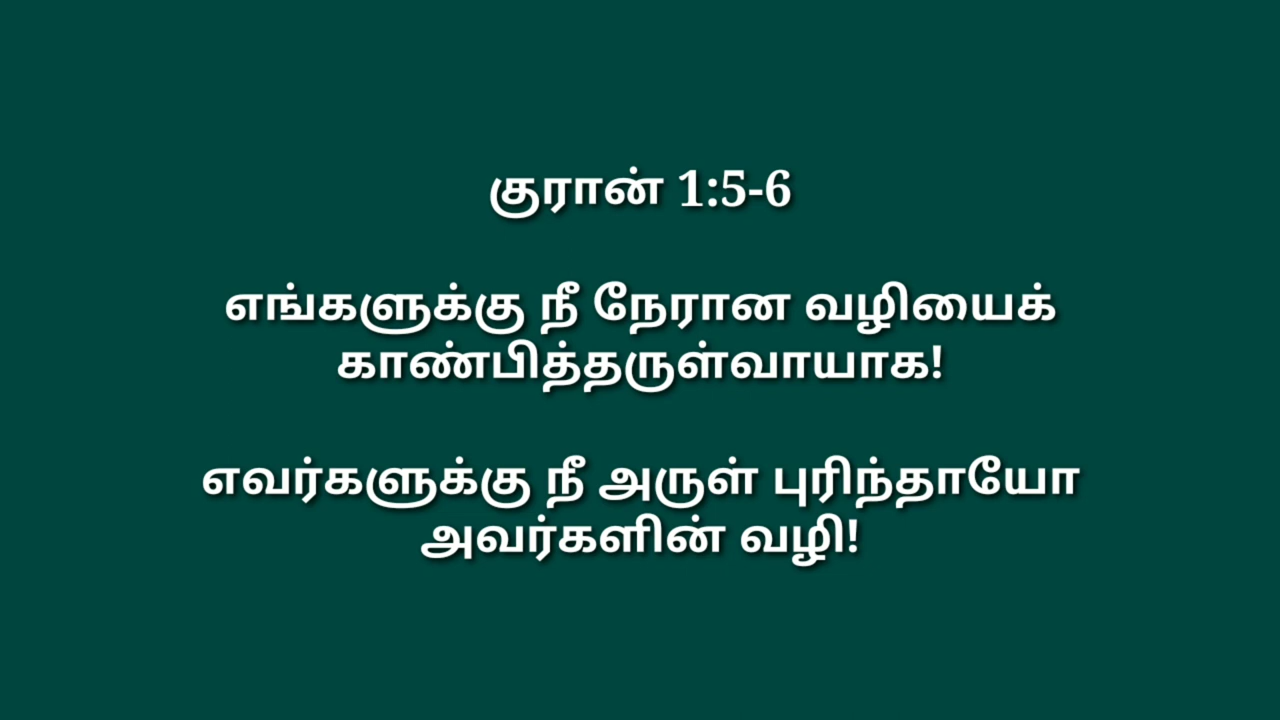 குரான் 1:5-6
எங்களுக்கு நீ நேரான வழியைக்
காண்பித்தருள்வாயாக!
எவர்களுக்கு நீ அருள் புரிந்தாயோ
அவர்களின் வழி!